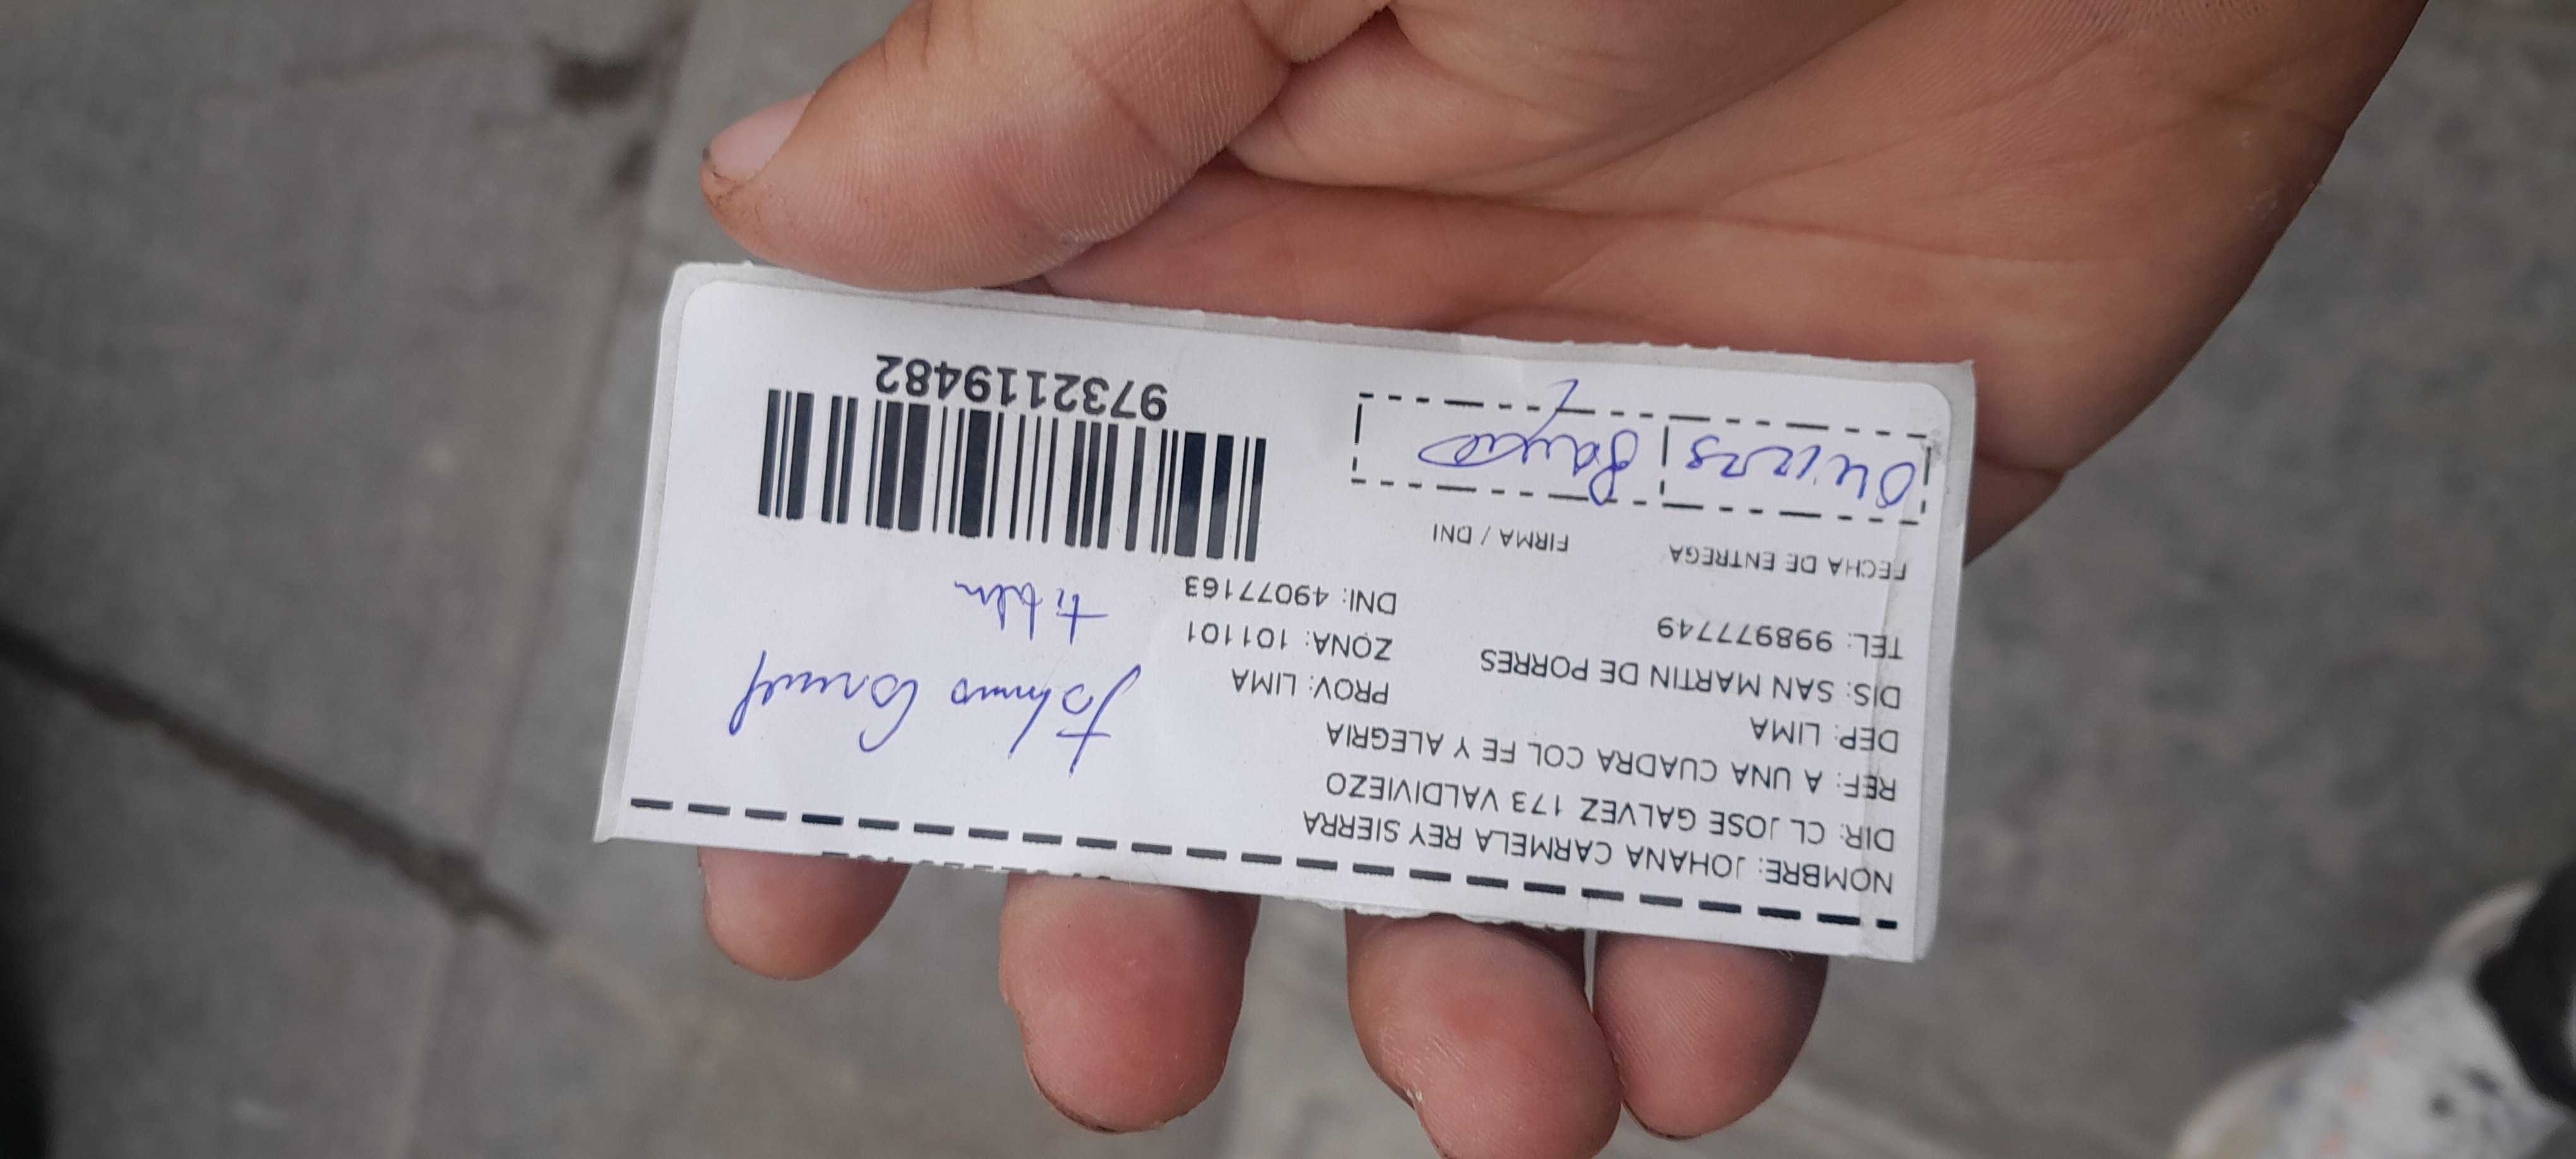 NOMBRE: JOHANA CARMELA REY SIERRA
DIR: CL JOSE GALVEZ 173 VALDIVIEZO
REF: A UNA CUADRA COL FE Y ALEGRIA
DEP: LIMA PROV: LIMA
DIS: SAN MARTIN DE PORRES ZONA: 101101
TEL: 998977749 DNI: 49077163
FECHA DE ENTREGA FIRMA / DNI
97321119482